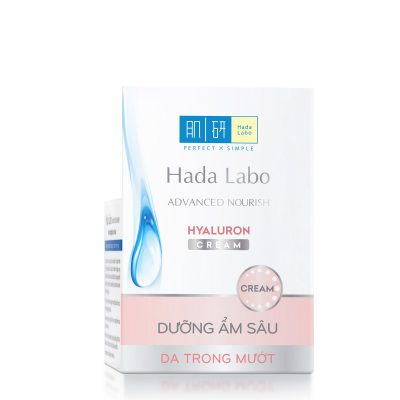 肌研
Hada
Labo
PERFECT × SIMPLE
Hada Labo
ADVANCED NOURISH
HYALURON
CREAM
CREAM
DƯỠNG ẨM SÂU
DA TRONG MƯỚT